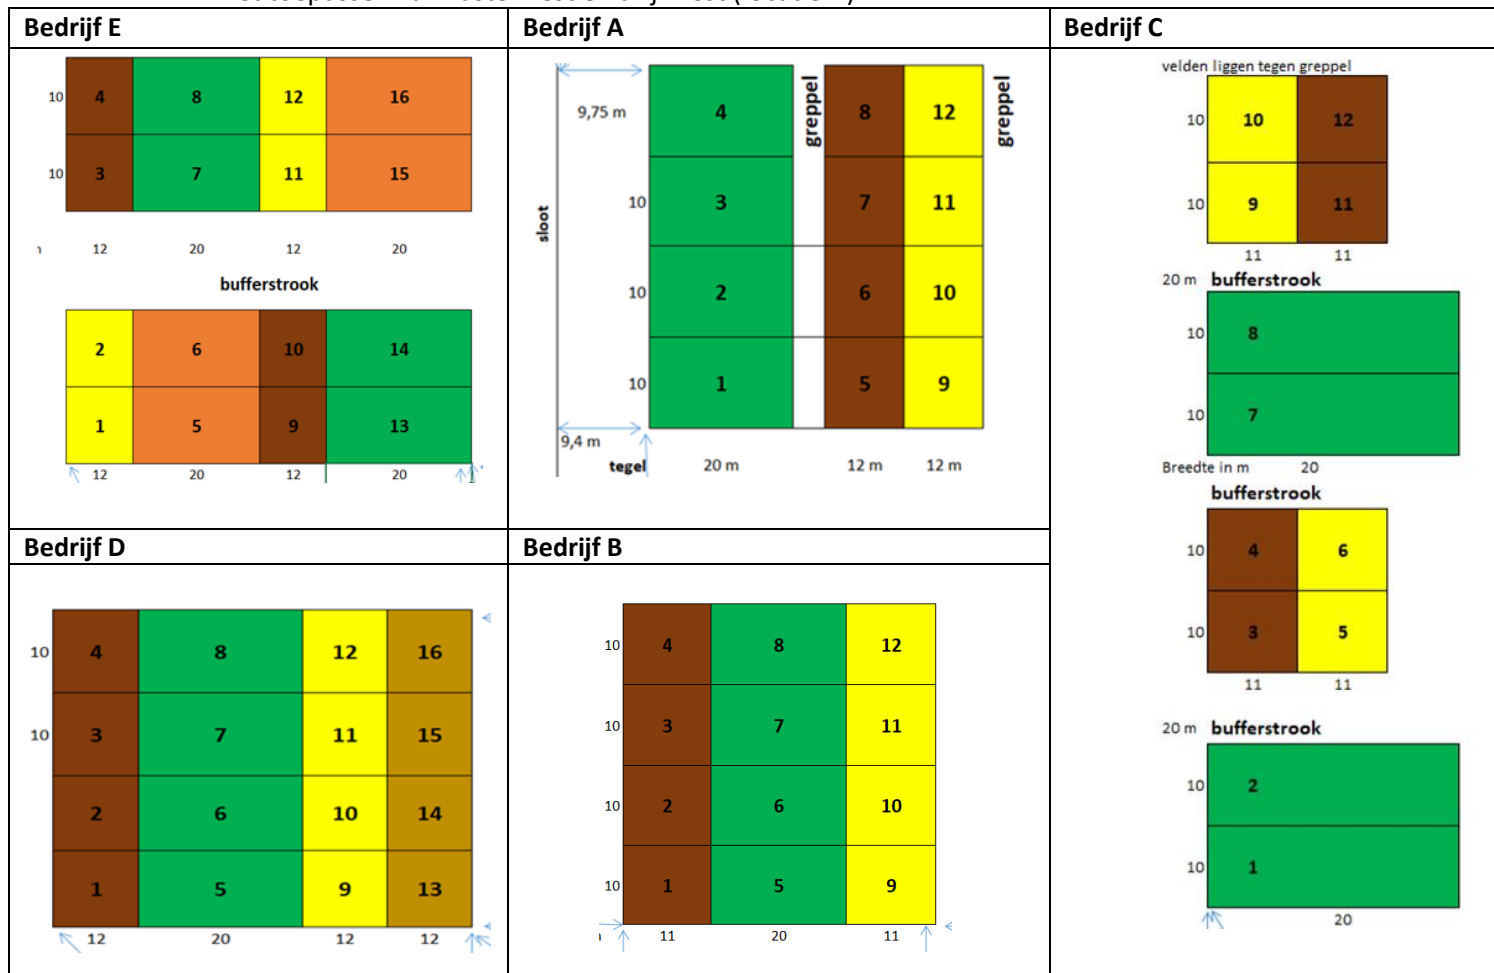 Bedrijf E
10 4 8 12 16
10 3 7 11 15
12 20 12 20
bufferstrook
2 6 10 14
1 5 9 13
12 20 12 20
Bedrijf A
sloot
9,75 m
greppel
greppel
4 8 12
10 3 7 11
10 2 6 10
10 1 5 9
9,4 m
tegel 20 m 12 m 12 m
Bedrijf C
velden liggen tegen greppel
10 10 12
10 9 11
11 11
20 m bufferstrook
10 8
10 7
Breedte in m 20
bufferstrook
10 4 6
10 3 5
11 11
20 m bufferstrook
10 2
10 1
20
Bedrijf D
10 4 8 12 16
10 3 7 11 15
2 6 10 14
1 5 9 13
12 20 12 12
Bedrijf B
10 4 8 12
10 3 7 11
10 2 6 10
10 1 5 9
11 20 11